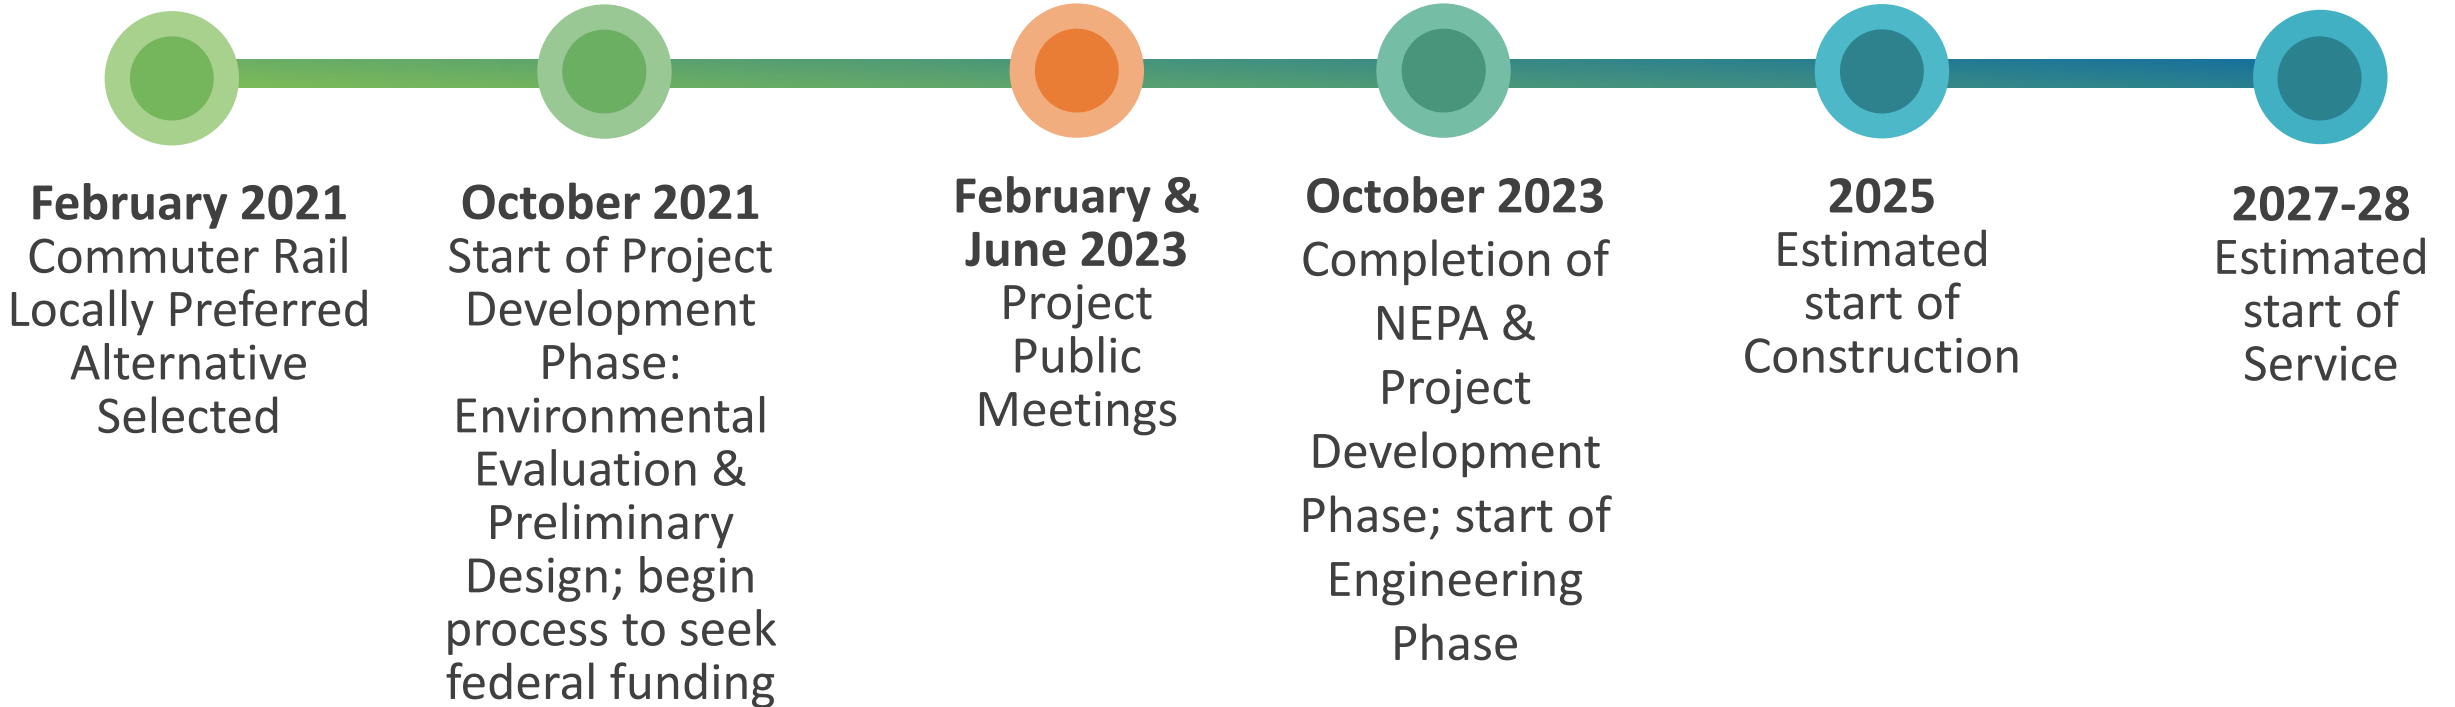 February 2021
Commuter Rail
Locally Preferred
Alternative
Selected
October 2021
Start of Project
Development
Phase:
Environmental
Evaluation &
Preliminary
Design; begin
process to seek
federal funding
February &
June 2023
Project
Public
Meetings
October 2023
Completion of
NEPA &
Project
Development
Phase; start of
Engineering
Phase
2025
Estimated
start of
Construction
2027-28
Estimated
start of
Service